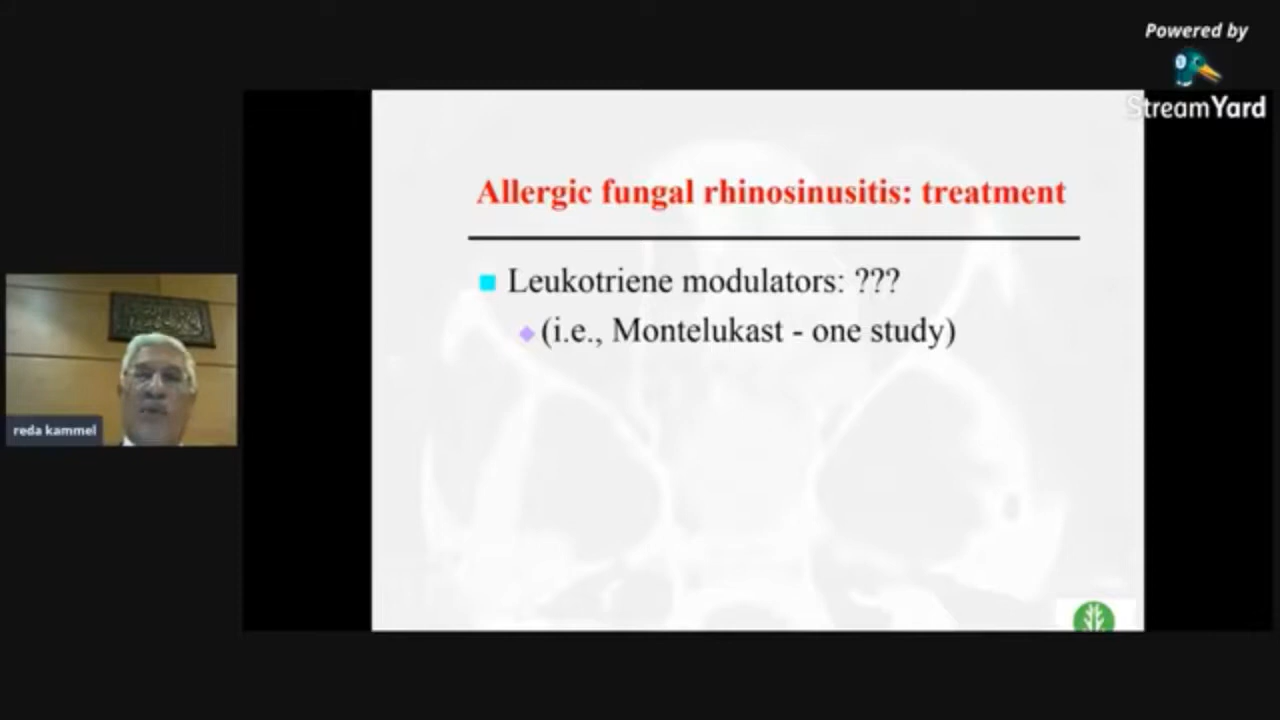 Powered by
StreamYard
Allergic fungal rhinosinusitis: treatment
Leukotriene modulators: ???
(i.e., Montelukast - one study)
reda kammel